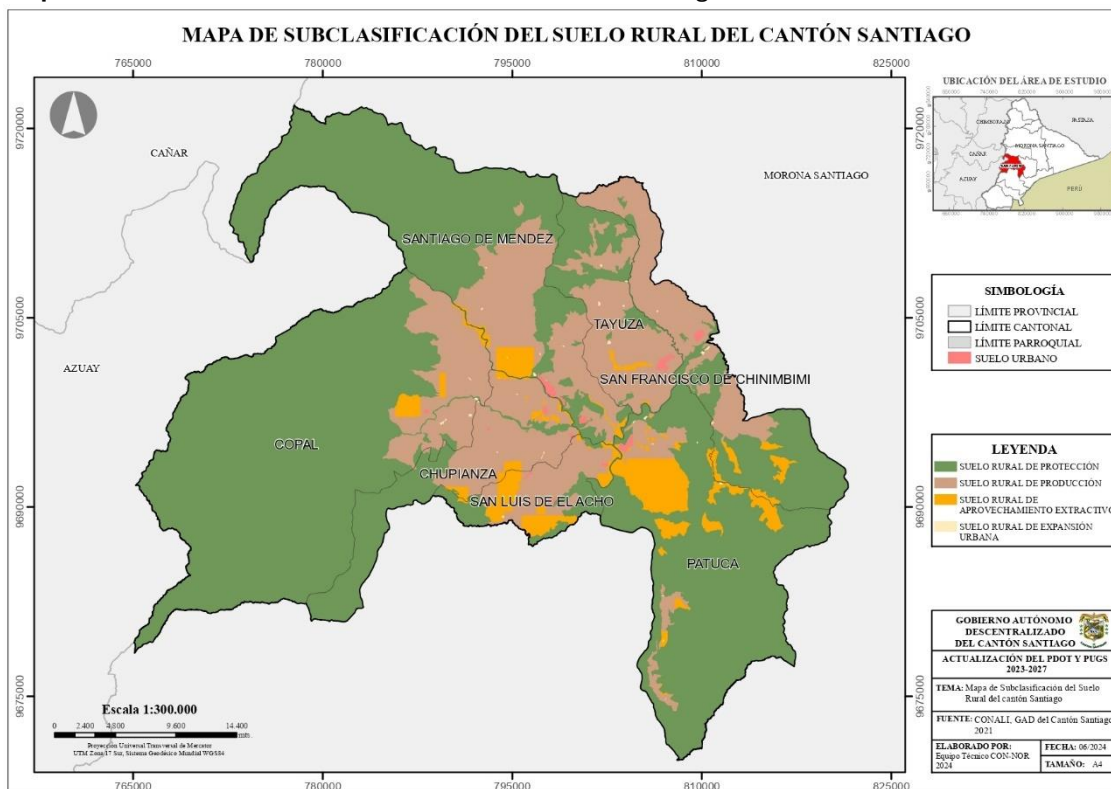 MAPA DE SUBCLASIFICACIÓN DEL SUELO RURAL DEL CANTÓN SANTIAGO
765000
780000
795000
810000
825000
9720000
9705000
9690000
9675000
CAÑAR
MORONA SANTIAGO
AZUAY
SANTIAGO DE MENDEZ
TAYUZA
SAN FRANCISCO DE CHINIMBIMI
COPAL
CHUPIANZA
SAN LUIS DE EL ACHO
PATUCA
Escala 1:300.000
0 2.400 4.800 9.600 14.400
Proyección Universal Transversal de Mercator
UTM Zona 17 Sur, Sistema Geodésico Mundial WGS84
765000
780000
795000
810000
825000
9720000
9705000
9690000
9675000
UBICACIÓN DEL ÁREA DE ESTUDIO
CHIMBORAZO
PASTAZA
MORONA SANTIAGO
CAÑAR
AZUAY
PERÚ
SIMBOLOGÍA
LÍMITE PROVINCIAL
LÍMITE CANTONAL
LÍMITE PARROQUIAL
SUELO URBANO
LEYENDA
SUELO RURAL DE PROTECCIÓN
SUELO RURAL DE PRODUCCIÓN
SUELO RURAL DE
APROVECHAMIENTO EXTRACTIVO
SUELO RURAL DE EXPANSIÓN
URBANA
GOBIERNO AUTÓNOMO
DESCENTRALIZADO
DEL CANTÓN SANTIAGO
ACTUALIZACIÓN DEL PDOT Y PUGS
2023-2027
TEMA: Mapa de Subclasificación del Suelo
Rural del cantón Santiago
FUENTE: CONALI, GAD del Cantón Santiago
2021
ELABORADO POR:
Equipo Técnico CON-NOR
2024
FECHA: 06/2024
TAMAÑO: A4